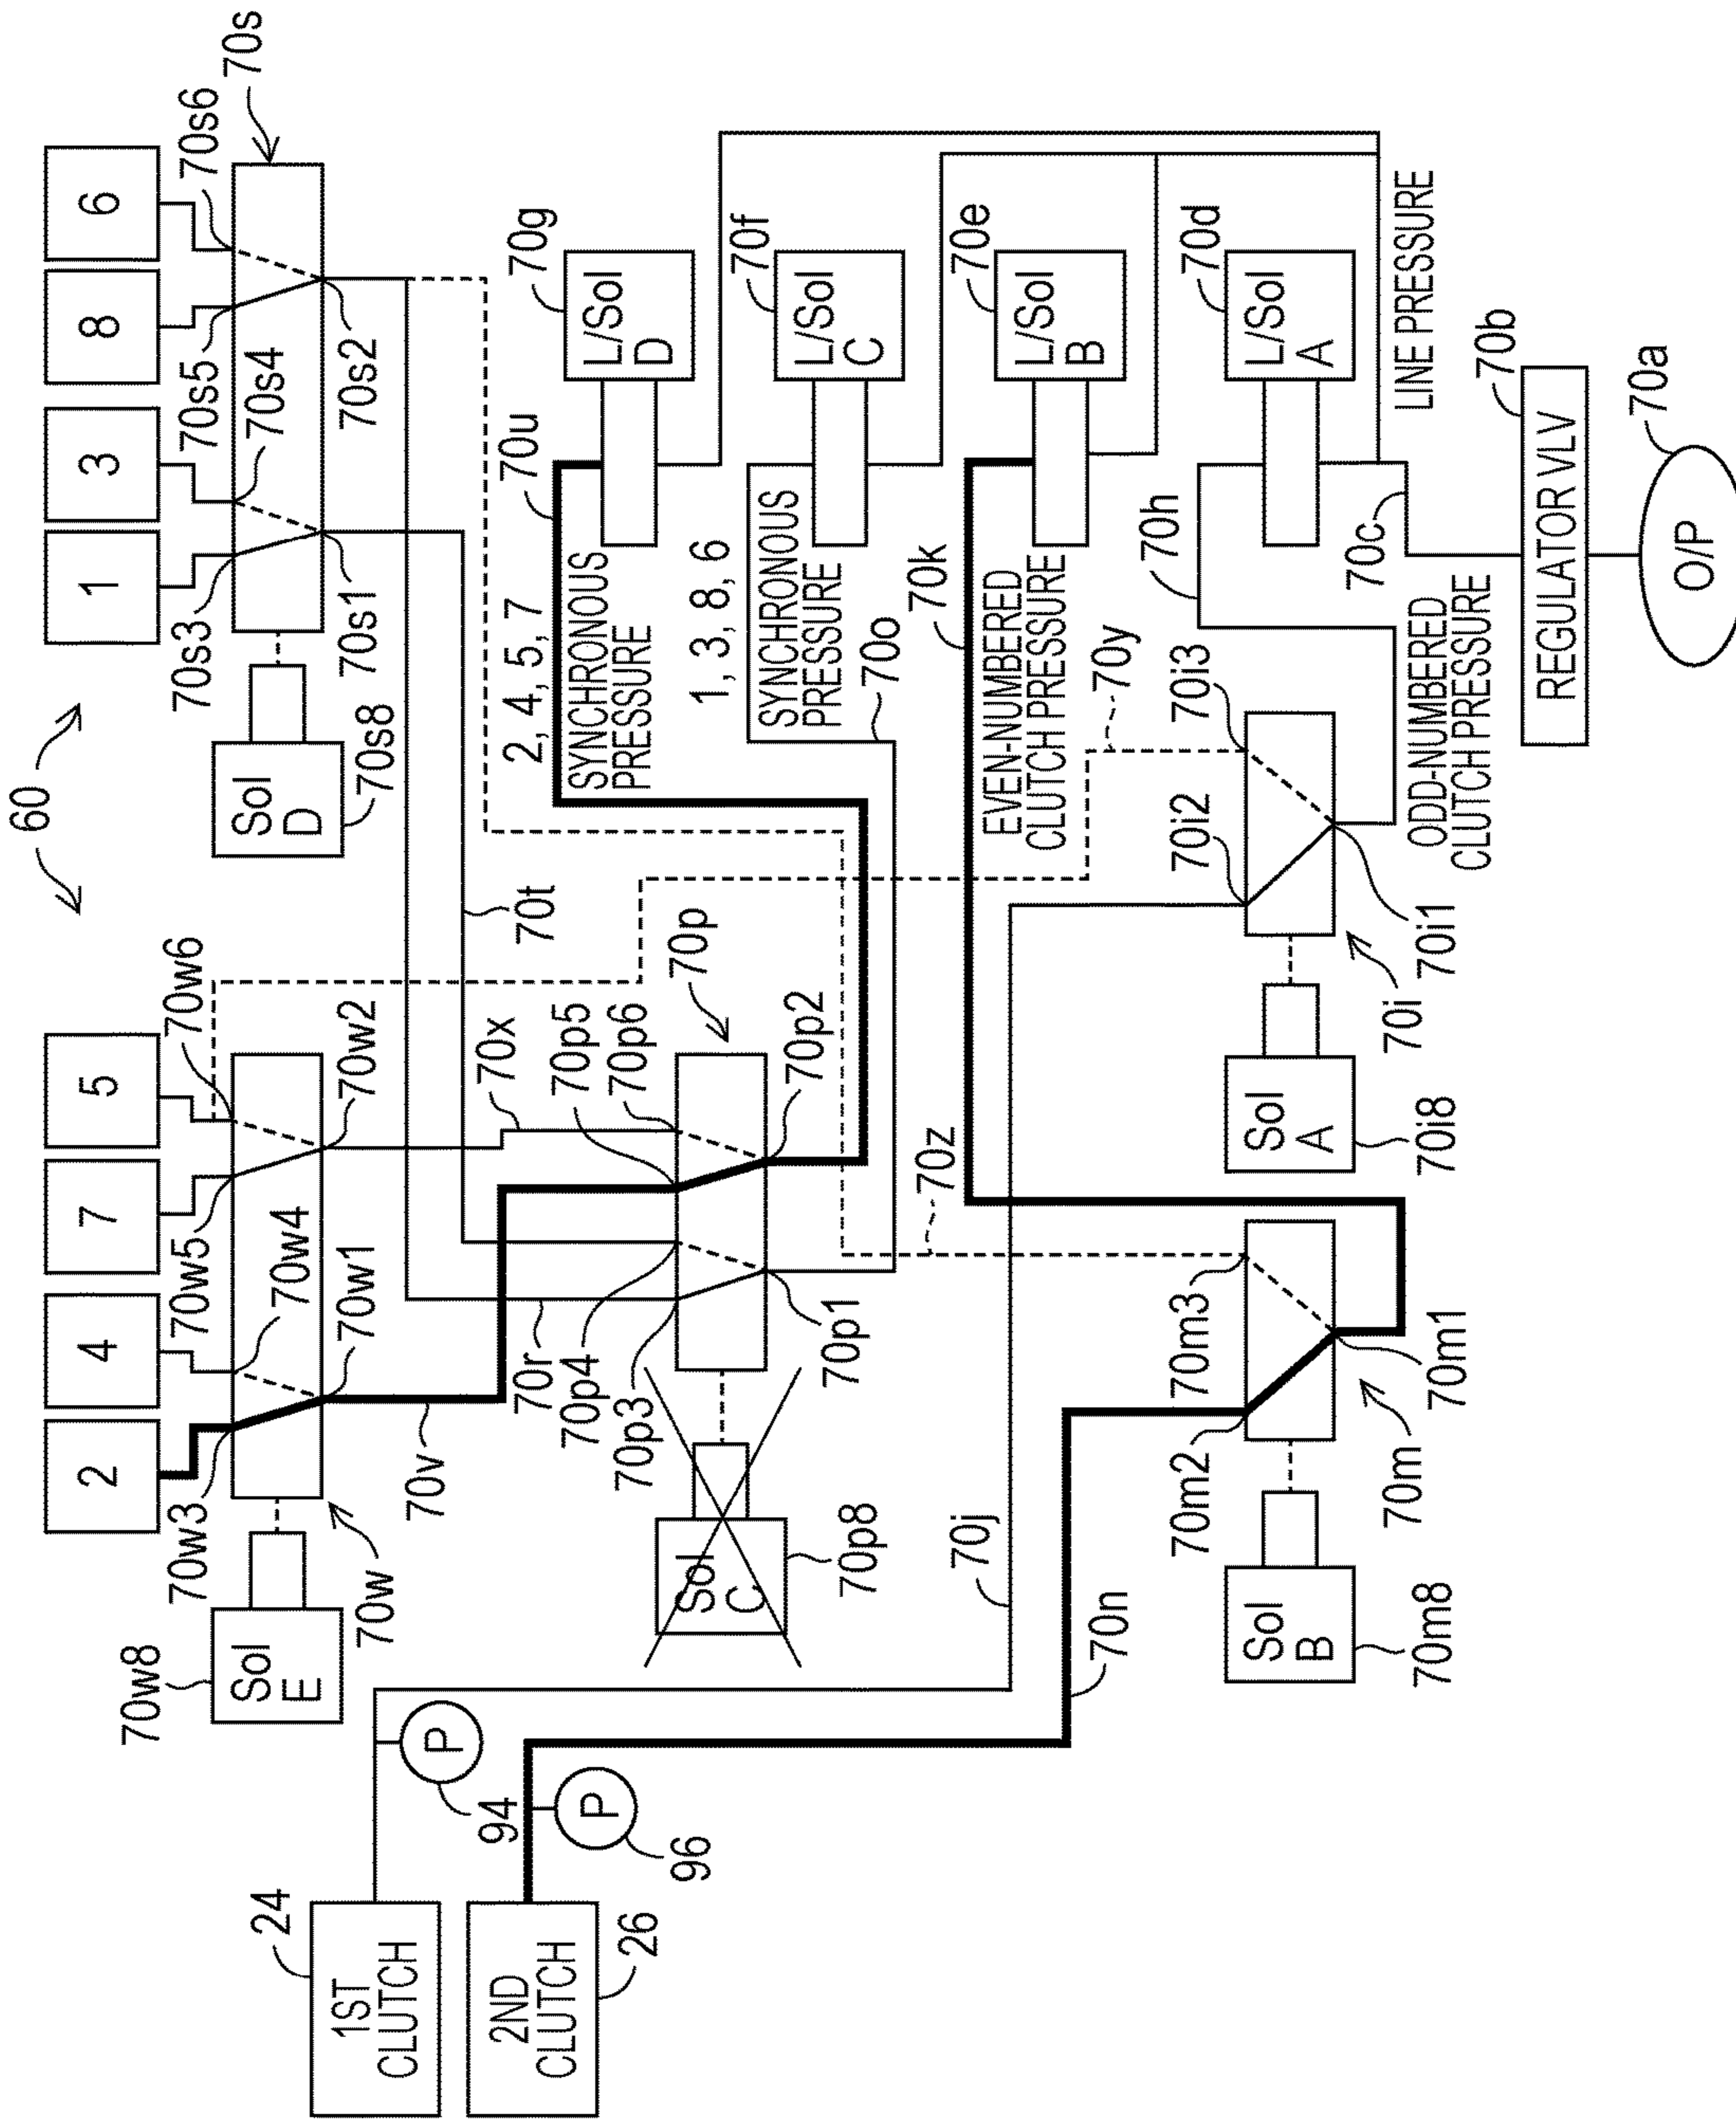 60
2
4
7
5
1
3
8
6
70w8
Sol
E
70w3
70w5
70w4
70w6
70w
70w1
70w2
Sol
D
70s8
70s3
70s4
70s5
70s6
70s
70s1
70s2
70v
70r
70t
70x
70p4
70p3
70p5
70p6
70p
Sol
C
70p8
70p1
70p2
70u
2, 4, 5, 7
SYNCHRONOUS
PRESSURE
L/Sol
D
70g
1, 3, 8, 6
SYNCHRONOUS
PRESSURE
70o
L/Sol
C
70f
70k
EVEN-NUMBERED
CLUTCH PRESSURE
L/Sol
B
70e
24
1ST
CLUTCH
P
94
2ND
CLUTCH
26
P
96
70j
70n
70z
70y
70m2
70m3
Sol
B
70m8
70m
70m1
70i2
70i3
Sol
A
70i8
70i
70i1
70h
L/Sol
A
70d
ODD-NUMBERED
CLUTCH PRESSURE
70c
LINE PRESSURE
REGULATOR VLV
70b
O/P
70a